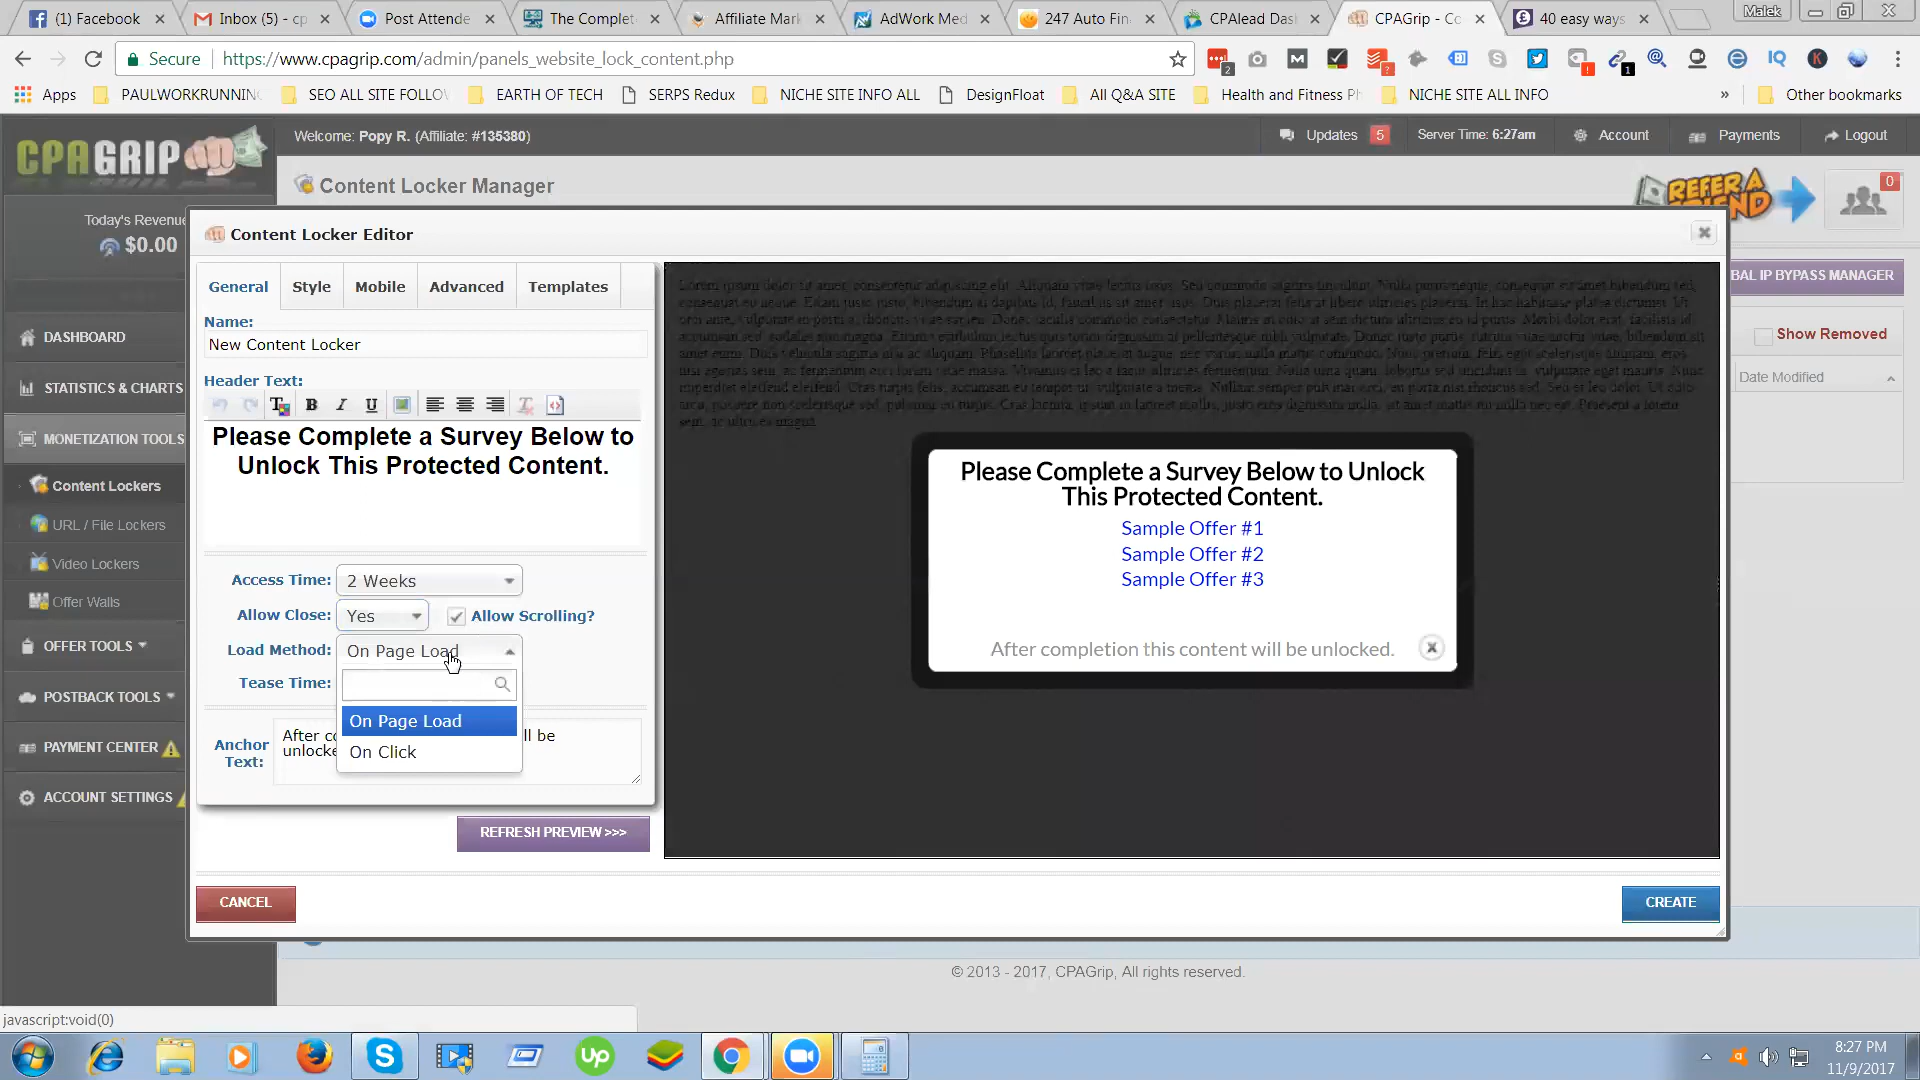 (1) Facebook
Inbox (5) - cp
Post Attende
The Complet
Affiliate Mark
AdWork Med
247 Auto Fin
CPAlead Das
CPAGrip - Co
40 easy ways
Malek
Secure
https://www.cpagrip.com/admin/panels_website_lock_content.php
Apps
PAULWORKRUNNIN
SEO ALL SITE FOLLOV
EARTH OF TECH
SERPS Redux
NICHE SITE INFO ALL
DesignFloat
All Q&A SITE
Health and Fitness P
NICHE SITE ALL INFO
Other bookmarks
CPAGRIP
Welcome: Popy R. (Affiliate: #135380)
Updates 5
Server Time: 6:27am
Account
Payments
Logout
Content Locker Manager
REFER A FRIEND
0
Today's Revenue
$0.00
Content Locker Editor
BAL IP BYPASS MANAGER
Show Removed
Date Modified
DASHBOARD
STATISTICS & CHARTS
MONETIZATION TOOLS
Content Lockers
URL / File Lockers
Video Lockers
Offer Walls
OFFER TOOLS
POSTBACK TOOLS
PAYMENT CENTER
ACCOUNT SETTINGS
General
Style
Mobile
Advanced
Templates
Name:
New Content Locker
Header Text:
B I U
Please Complete a Survey Below to
Unlock This Protected Content.
Access Time: 2 Weeks
Allow Close: Yes
Allow Scrolling?
Load Method: On Page Load
Tease Time:
On Page Load
On Click
Anchor
Text:
After co
ll be
unlocke
REFRESH PREVIEW >>>
CANCEL
CREATE
Please Complete a Survey Below to Unlock
This Protected Content.
Sample Offer #1
Sample Offer #2
Sample Offer #3
After completion this content will be unlocked.
© 2013 - 2017, CPAGrip, All rights reserved.
javascript:void(0)
8:27 PM
11/9/2017